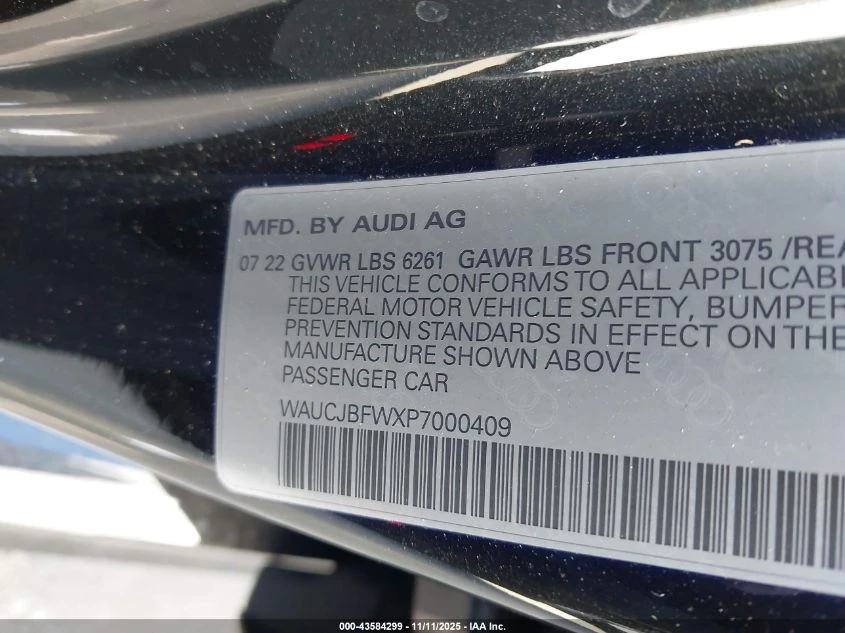 MFD. BY AUDI AG
07 22 GVWR LBS 6261 GAWR LBS FRONT 3075 /REA
THIS VEHICLE CONFORMS TO ALL APPLICABL
FEDERAL MOTOR VEHICLE SAFETY, BUMPER
PREVENTION STANDARDS IN EFFECT ON THE
MANUFACTURE SHOWN ABOVE
PASSENGER CAR
WAUCJBFWXP7000409
000-43584299 - 11/11/2025 - IAA Inc.